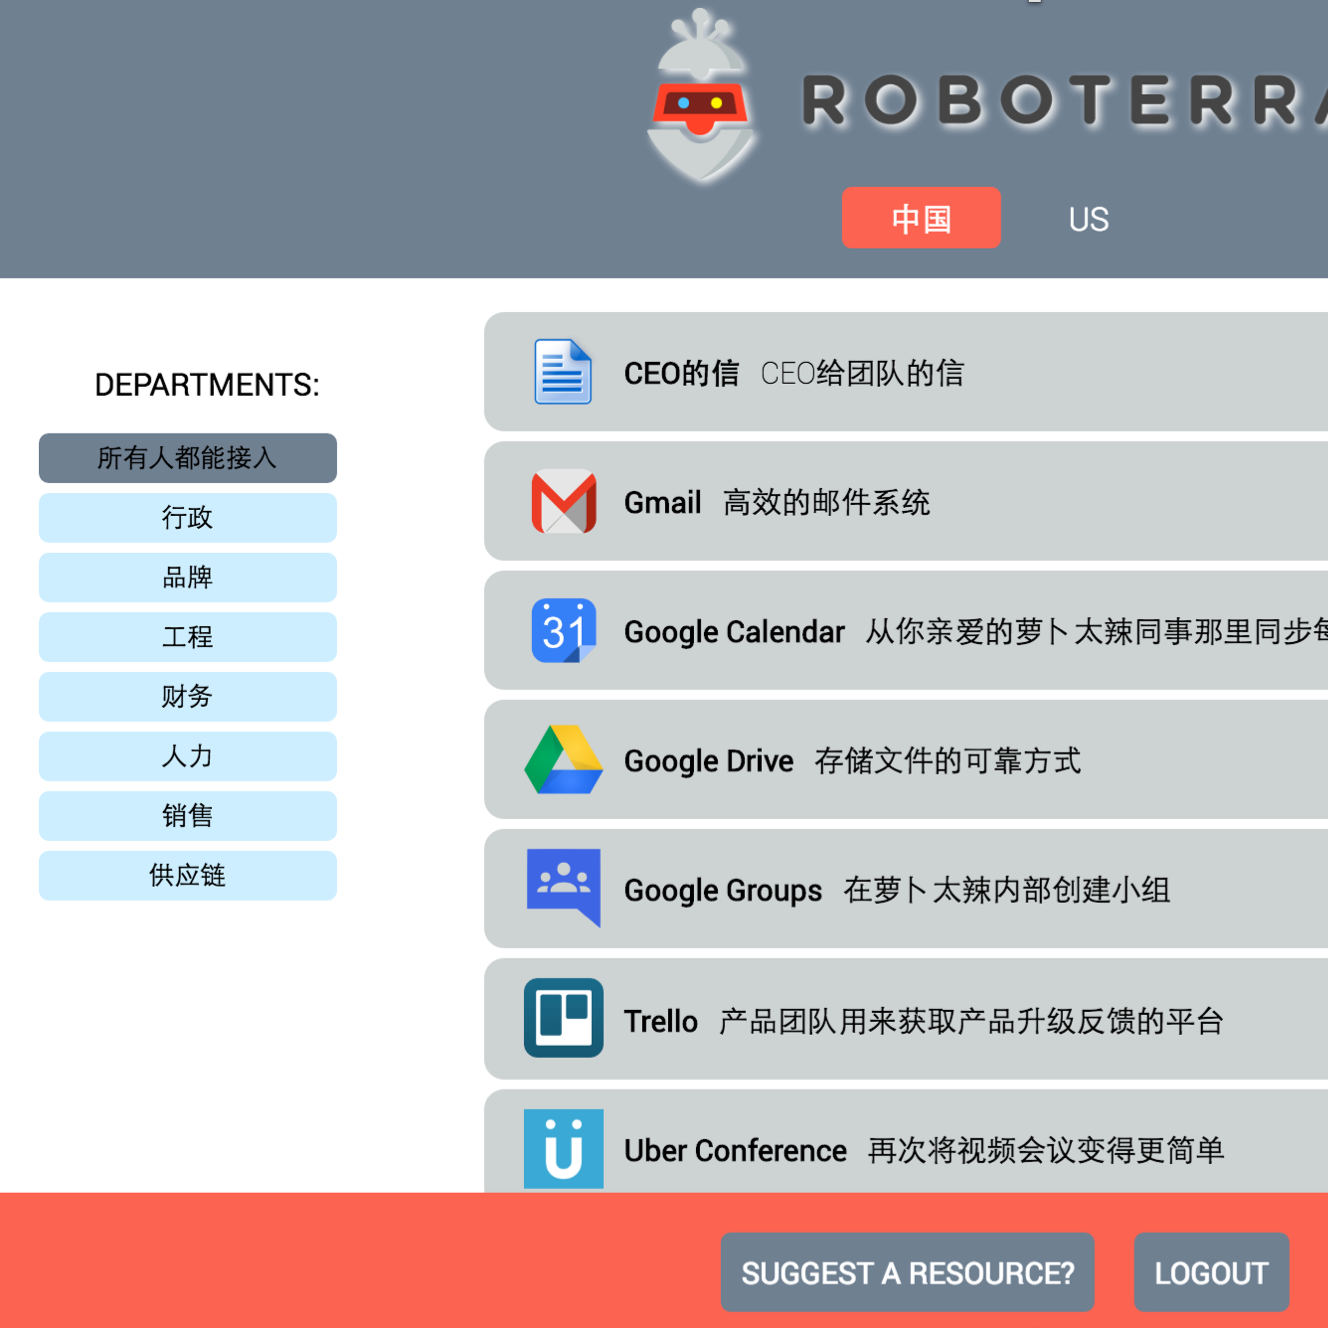 ROBOTERRA
中国
US
DEPARTMENTS:
所有人都能接入
行政
品牌
工程
财务
人力
销售
供应链
CEO的信 CEO给团队的信
Gmail 高效的邮件系统
31
Google Calendar 从你亲爱的萝卜太辣同事那里同步每
Google Drive 存储文件的可靠方式
Google Groups 在萝卜太辣内部创建小组
Trello 产品团队用来获取产品升级反馈的平台
Uber Conference 再次将视频会议变得更简单
SUGGEST A RESOURCE?
LOGOUT